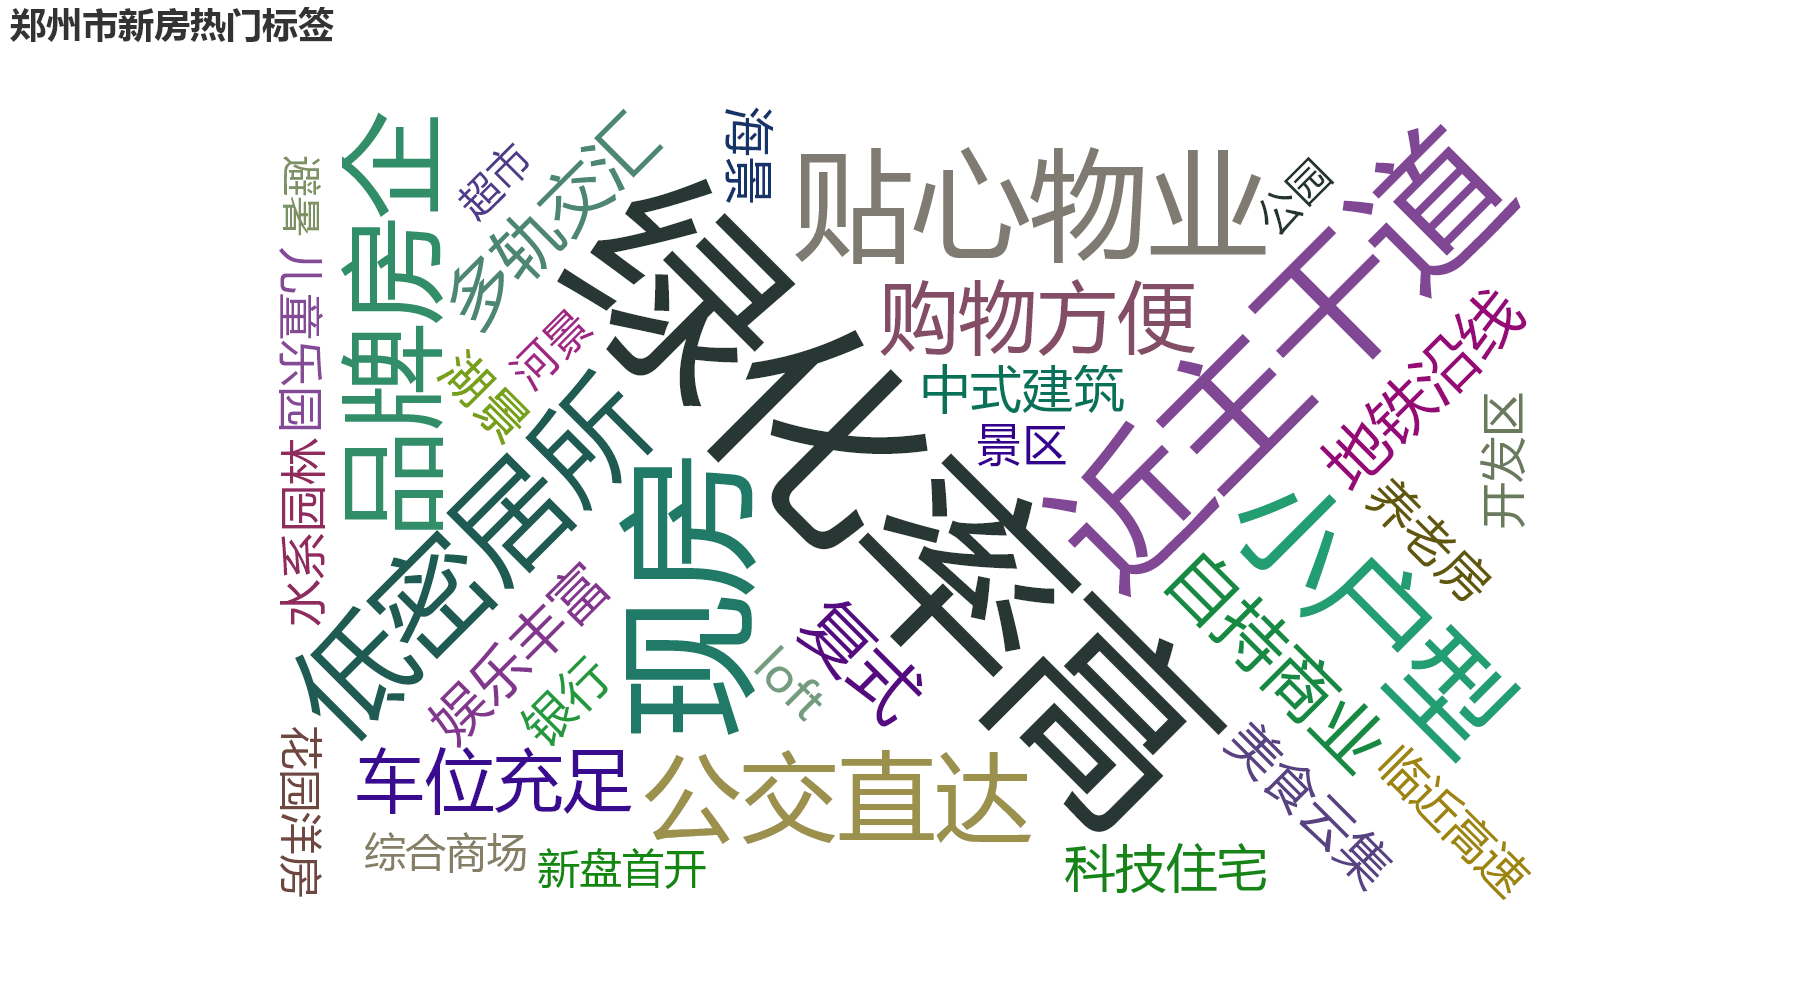 郑州市新房热门标签
海景
贴心物业
公园
近主干道
品牌房企
超市
多轨交汇
避暑
绿化率高
儿童乐园
河景
湖景
购物方便
中式建筑
景区
地铁沿线
开发区
养老房
水系园林
低密居所
现房
小户型
自持商业
娱乐丰富
银行
loft
复式
花园洋房
车位充足
公交直达
美食云集
临近高速
综合商场
新盘首开
科技住宅